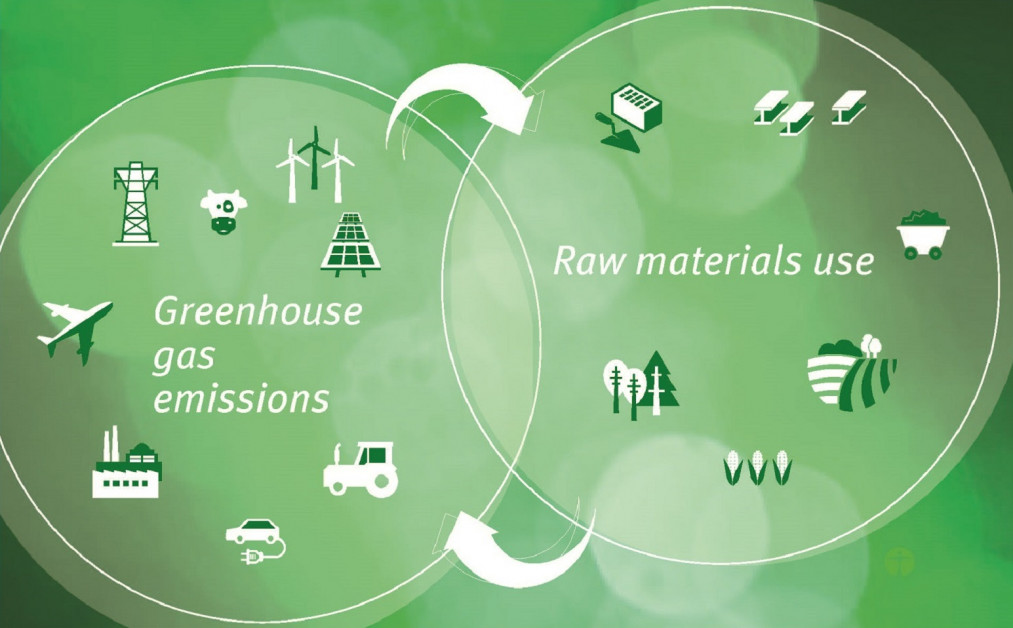 Greenhouse
gas
emissions
Raw materials use